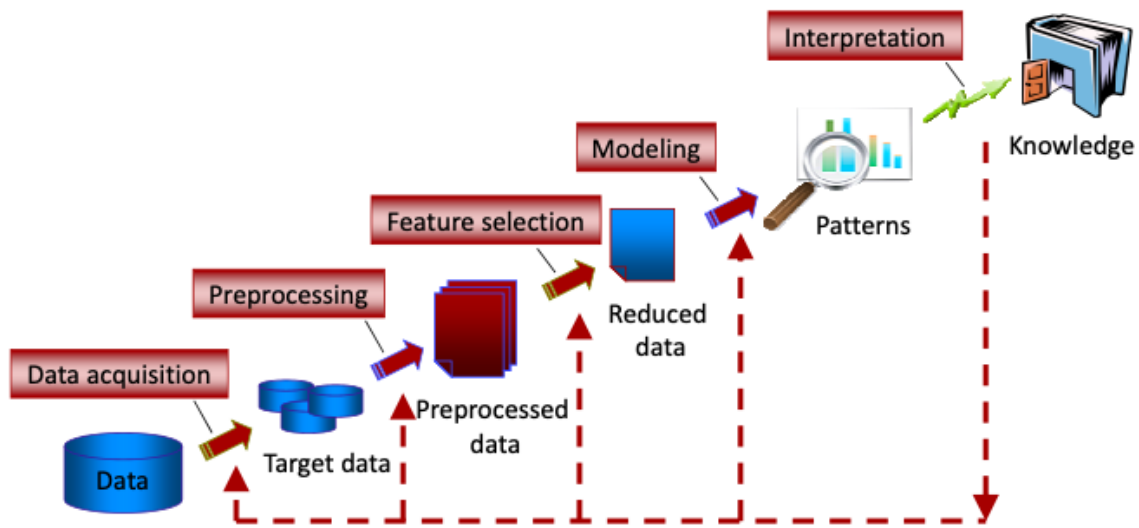 Interpretation
Knowledge
Modeling
Patterns
Feature selection
Reduced
data
Preprocessing
Preprocessed
data
Data acquisition
Target data
Data